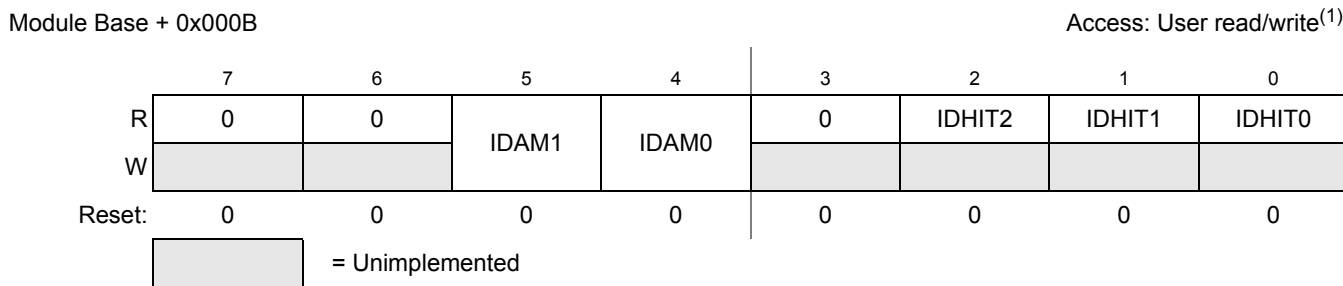 Module Base + 0x000B Access: User read/write(1)
7 6 5 4 3 2 1 0
R 0 0 IDAM1 IDAM0 0 IDHIT2 IDHIT1 IDHIT0
W
Reset: 0 0 0 0 0 0 0 0
= Unimplemented